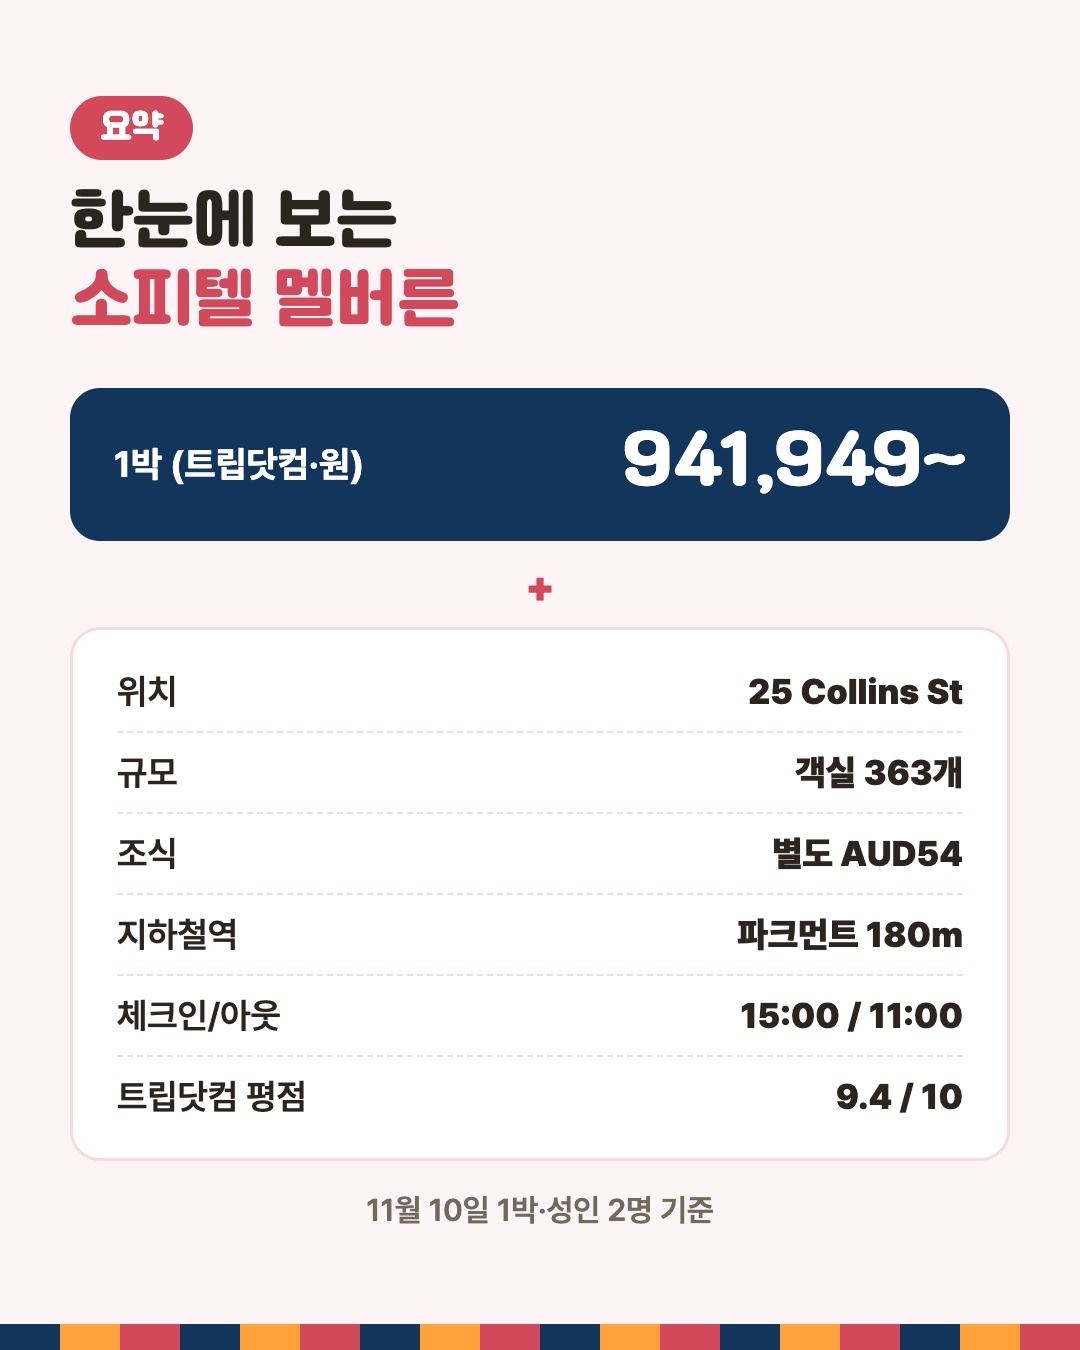 요약
한눈에 보는
소피텔 멜버른
1박 (트립닷컴·원) 941,949~
+
위치 25 Collins St
규모 객실 363개
조식 별도 AUD54
지하철역 파크먼트 180m
체크인/아웃 15:00 / 11:00
트립닷컴 평점 9.4 / 10
11월 10일 1박·성인 2명 기준